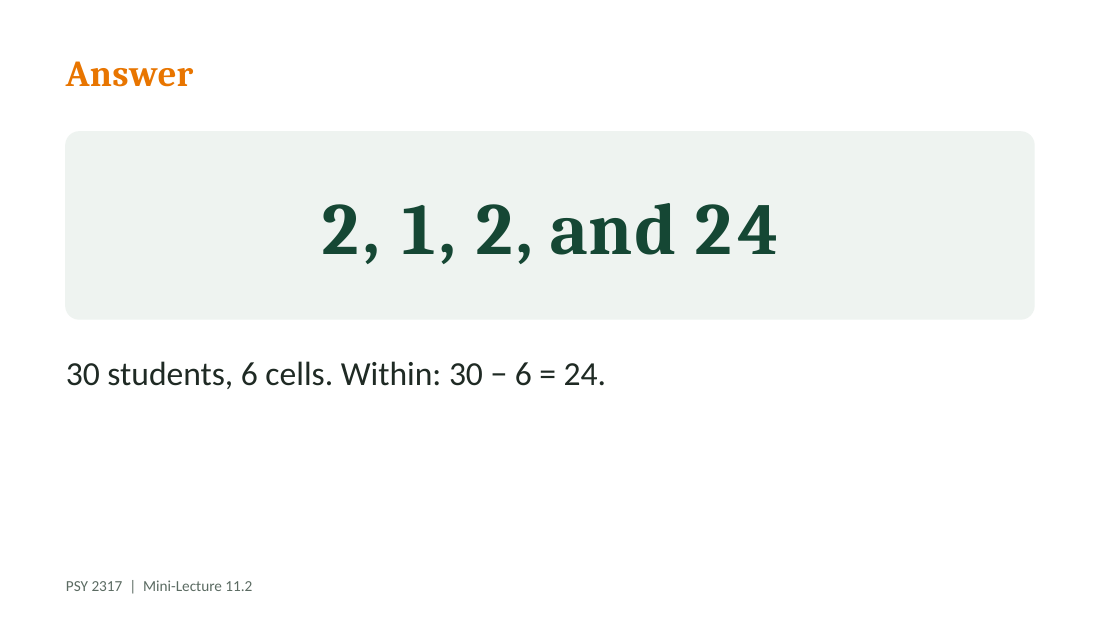 Answer
2, 1, 2, and 24
30 students, 6 cells. Within: 30 − 6 = 24.
PSY 2317 | Mini-Lecture 11.2